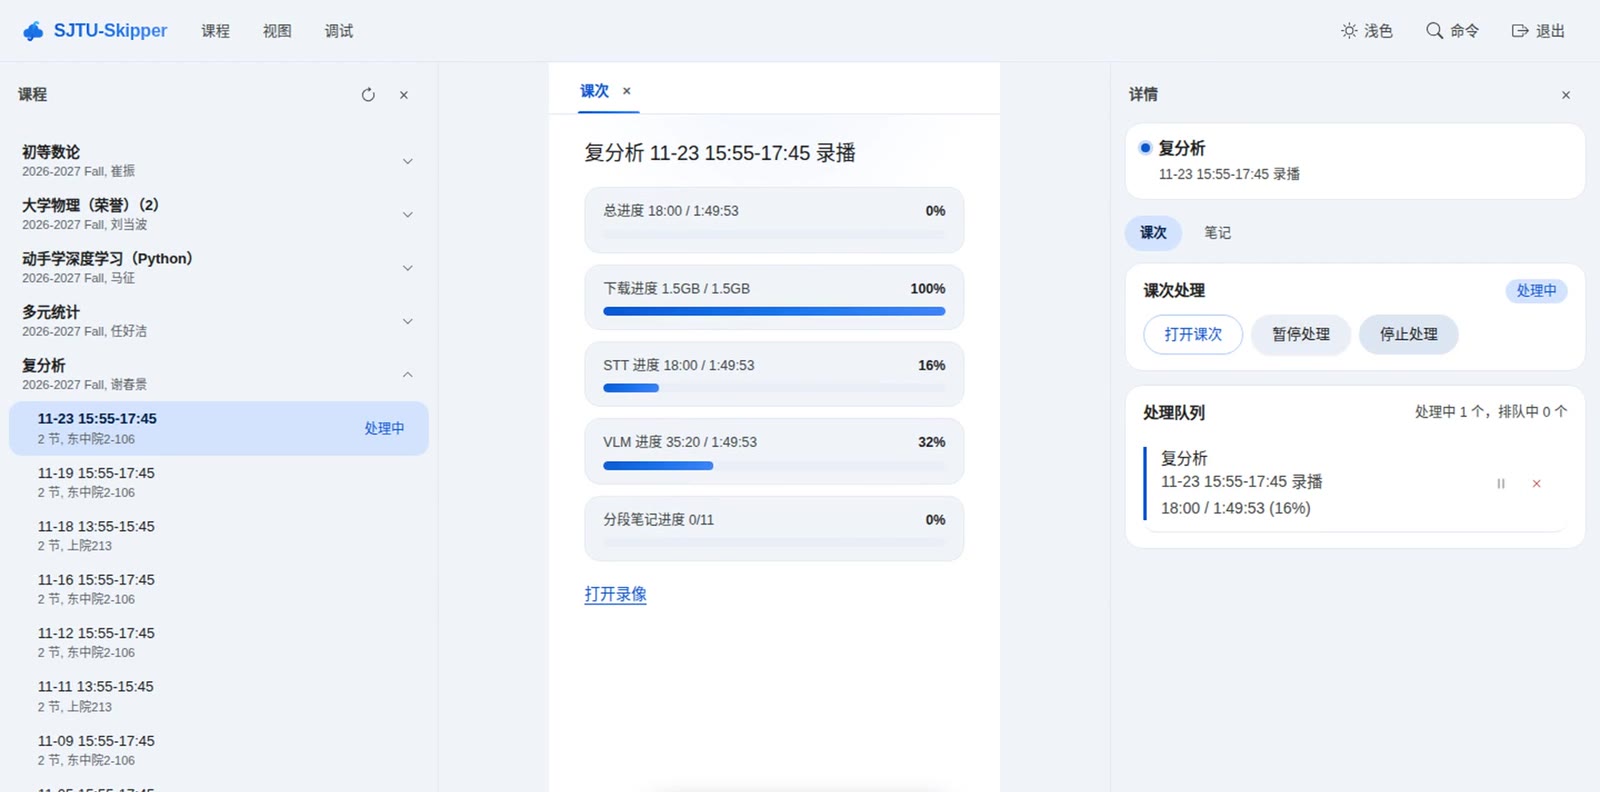 SJTU-Skipper 课程 视图 调试 浅色 命令 退出
课程
初等数论
2026-2027 Fall, 崔振
大学物理（荣誉）（2）
2026-2027 Fall, 刘当波
动手学深度学习（Python）
2026-2027 Fall, 马征
多元统计
2026-2027 Fall, 任好洁
复分析
2026-2027 Fall, 谢春景
11-23 15:55-17:45
2 节, 东中院2-106
处理中
11-19 15:55-17:45
2 节, 东中院2-106
11-18 13:55-15:45
2 节, 上院213
11-16 15:55-17:45
2 节, 东中院2-106
11-12 15:55-17:45
2 节, 东中院2-106
11-11 13:55-15:45
2 节, 上院213
11-09 15:55-17:45
2 节, 东中院2-106
课次
复分析 11-23 15:55-17:45 录播
总进度 18:00 / 1:49:53 0%
下载进度 1.5GB / 1.5GB 100%
STT 进度 18:00 / 1:49:53 16%
VLM 进度 35:20 / 1:49:53 32%
分段笔记进度 0/11 0%
打开录像
详情
复分析
11-23 15:55-17:45 录播
课次 笔记
课次处理 处理中
打开课次 暂停处理 停止处理
处理队列 处理中 1 个，排队中 0 个
复分析
11-23 15:55-17:45 录播
18:00 / 1:49:53 (16%)